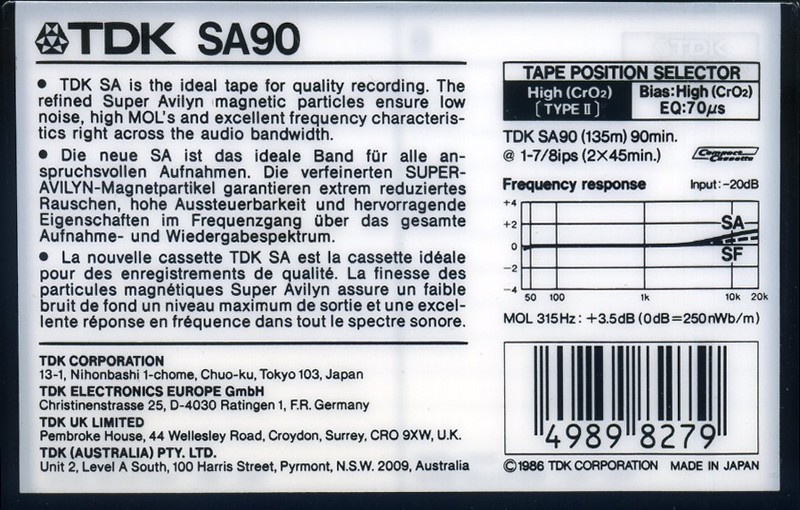 TDK SA90
• TDK SA is the ideal tape for quality recording. The
refined Super Avilyn magnetic particles ensure low
noise, high MOL's and excellent frequency characteris-
tics right across the audio bandwidth.
• Die neue SA ist das ideale Band für alle an-
spruchsvollen Aufnahmen. Die verfeinerten SUPER-
AVILYN-Magnetpartikel garantieren extrem reduziertes
Rauschen, hohe Aussteuerbarkeit und hervorragende
Eigenschaften im Frequenzgang über das gesamte
Aufnahme- und Wiedergabespektrum.
• La nouvelle cassette TDK SA est la cassette idéale
pour des enregistrements de qualité. La finesse des
particules magnétiques Super Avilyn assure un faible
bruit de fond un niveau maximum de sortie et une excel-
lente réponse en fréquence dans tout le spectre sonore.
TDK CORPORATION
13-1, Nihonbashi 1-chome, Chuo-ku, Tokyo 103, Japan
TDK ELECTRONICS EUROPE GmbH
Christinenstrasse 25, D-4030 Ratingen 1, F.R. Germany
TDK UK LIMITED
Pembroke House, 44 Wellesley Road, Croydon, Surrey, CRO 9XW, U.K.
TDK (AUSTRALIA) PTY. LTD.
Unit 2, Level A South, 100 Harris Street, Pyrmont, N.S.W. 2009, Australia
TDK
TAPE POSITION SELECTOR
High (CrO₂) Bias: High (CrO₂)
[TYPE II] EQ: 70μs
TDK SA90 (135m) 90min.
@ 1-7/8ips (2×45min.)
Compact Cassette
Frequency response Input: -20dB
+4
+2 SA
0
SF
-2
-4
50 100 1k 10k 20k
MOL 315Hz: +3.5dB (0dB=250nWb/m)
4989 8279
©1986 TDK CORPORATION MADE IN JAPAN